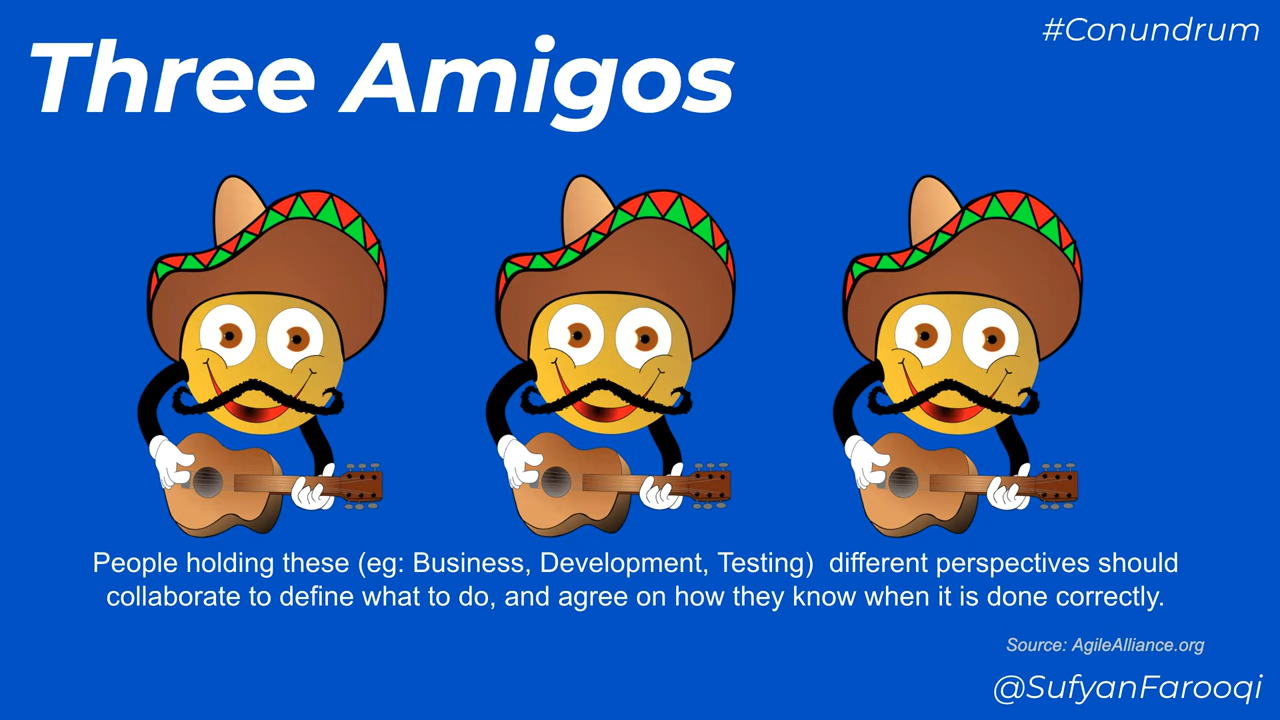 #Conundrum
Three Amigos
People holding these (eg: Business, Development, Testing)  different perspectives should
collaborate to define what to do, and agree on how they know when it is done correctly.
Source: AgileAlliance.org
@SufyanFarooqi